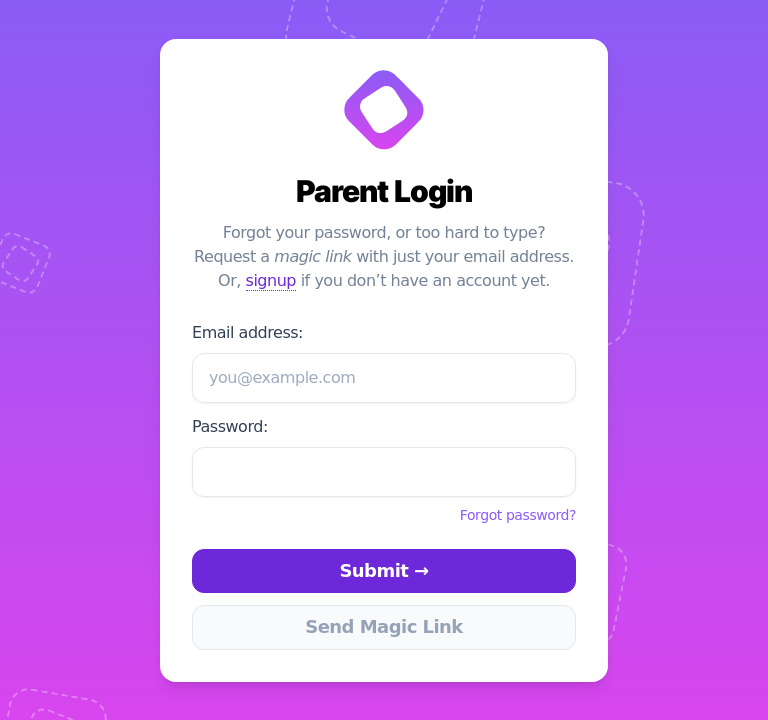 Parent Login
Forgot your password, or too hard to type?
Request a magic link with just your email address.
Or, signup if you don’t have an account yet.
Email address:
you@example.com
Password:
Forgot password?
Submit →
Send Magic Link